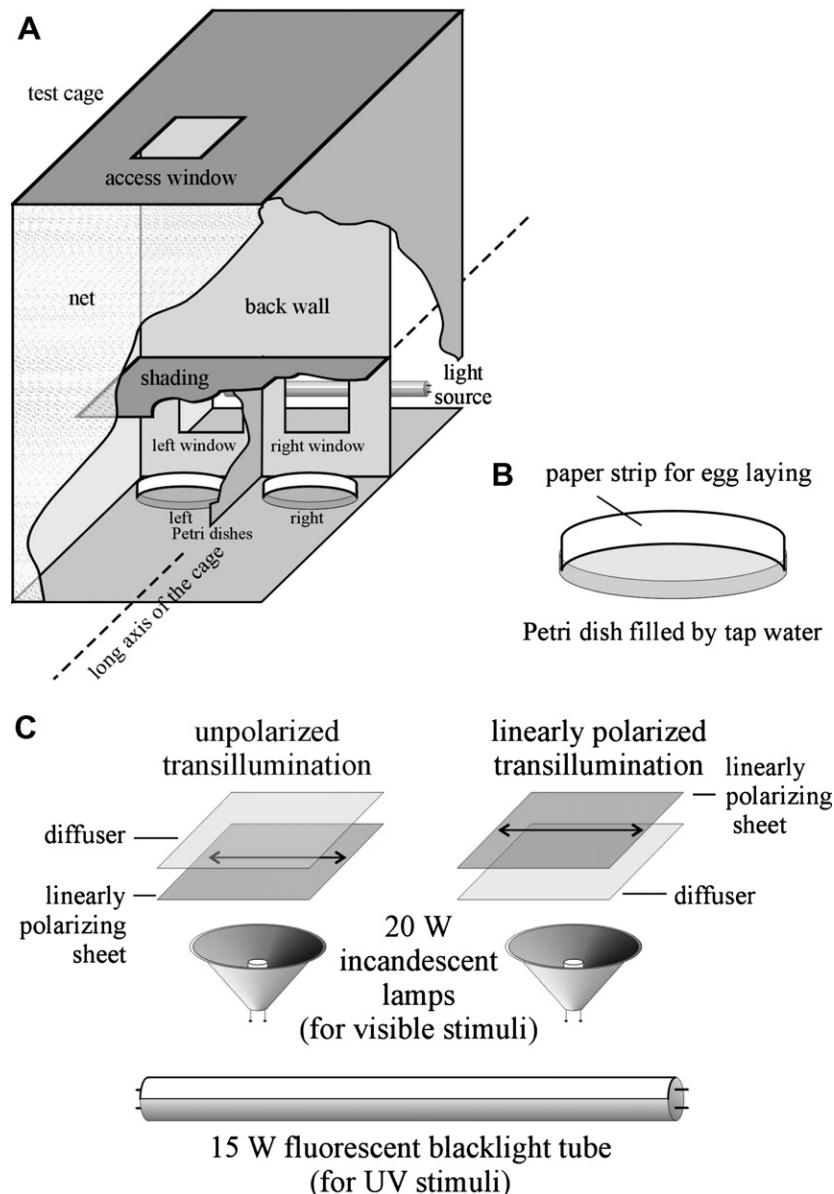 A
test cage
access window
net
back wall
shading
light
source
left window
right window
left
right
Petri dishes
long axis of the cage
B
paper strip for egg laying
Petri dish filled by tap water
C
unpolarized
transillumination
linearly polarized
transillumination
linearly
polarizing
sheet
diffuser
linearly
polarizing
sheet
diffuser
20 W
incandescent
lamps
(for visible stimuli)
15 W fluorescent blacklight tube
(for UV stimuli)